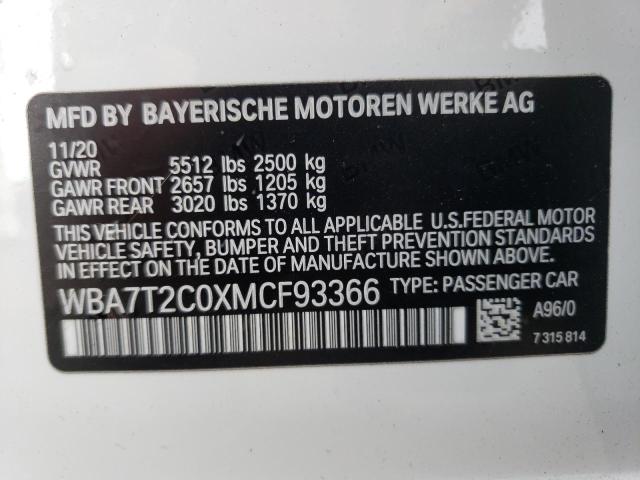 MFD BY BAYERISCHE MOTOREN WERKE AG
11/20
GVWR 5512 lbs 2500 kg
GAWR FRONT 2657 lbs 1205 kg
GAWR REAR 3020 lbs 1370 kg
THIS VEHICLE CONFORMS TO ALL APPLICABLE U.S.FEDERAL MOTOR
VEHICLE SAFETY, BUMPER AND THEFT PREVENTION STANDARDS
IN EFFECT ON THE DATE OF MANUFACTURE SHOWN ABOVE.
WBA7T2C0XMCF93366 TYPE: PASSENGER CAR
A96/0
7 315 814